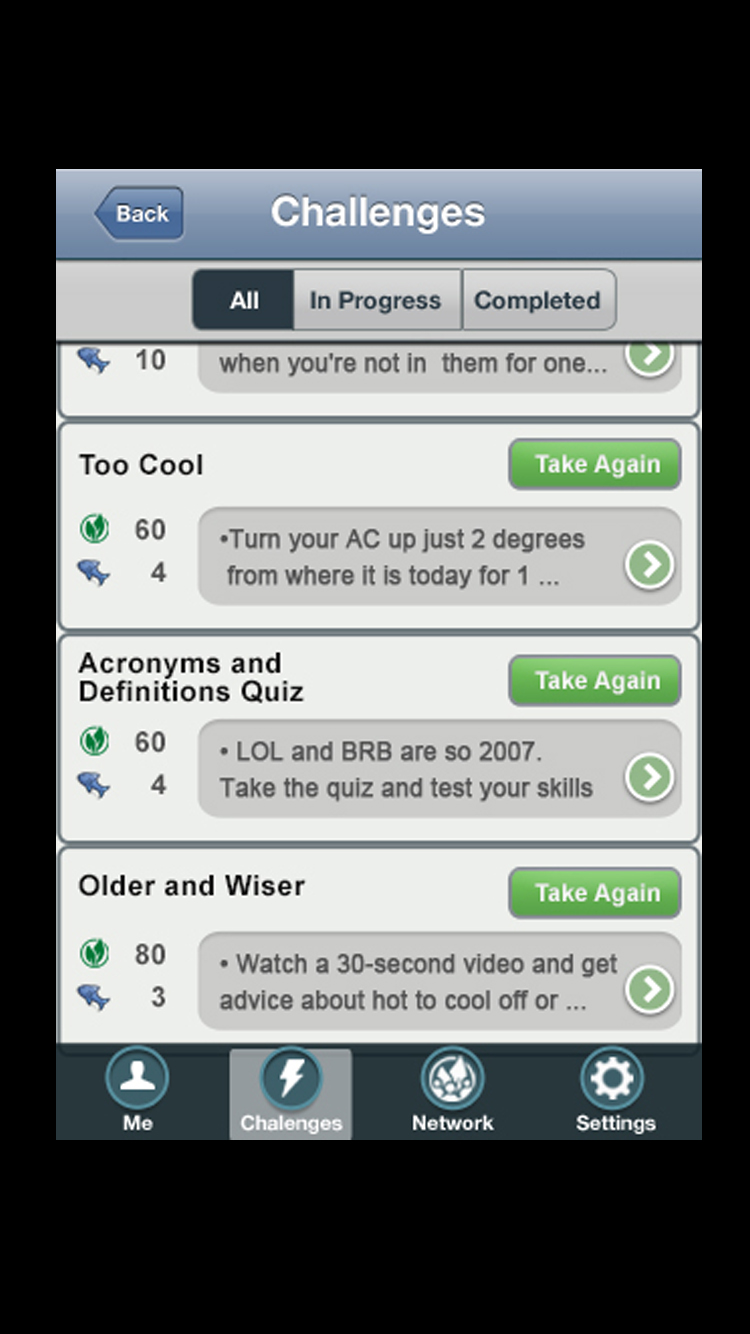 Back
Challenges
All
In Progress
Completed
10
when you're not in  them for one...
Too Cool
Take Again
60
4
•Turn your AC up just 2 degrees
from where it is today for 1 ...
Acronyms and
Definitions Quiz
Take Again
60
4
• LOL and BRB are so 2007.
Take the quiz and test your skills
Older and Wiser
Take Again
80
3
• Watch a 30-second video and get
advice about hot to cool off or ...
Me
Chalenges
Network
Settings